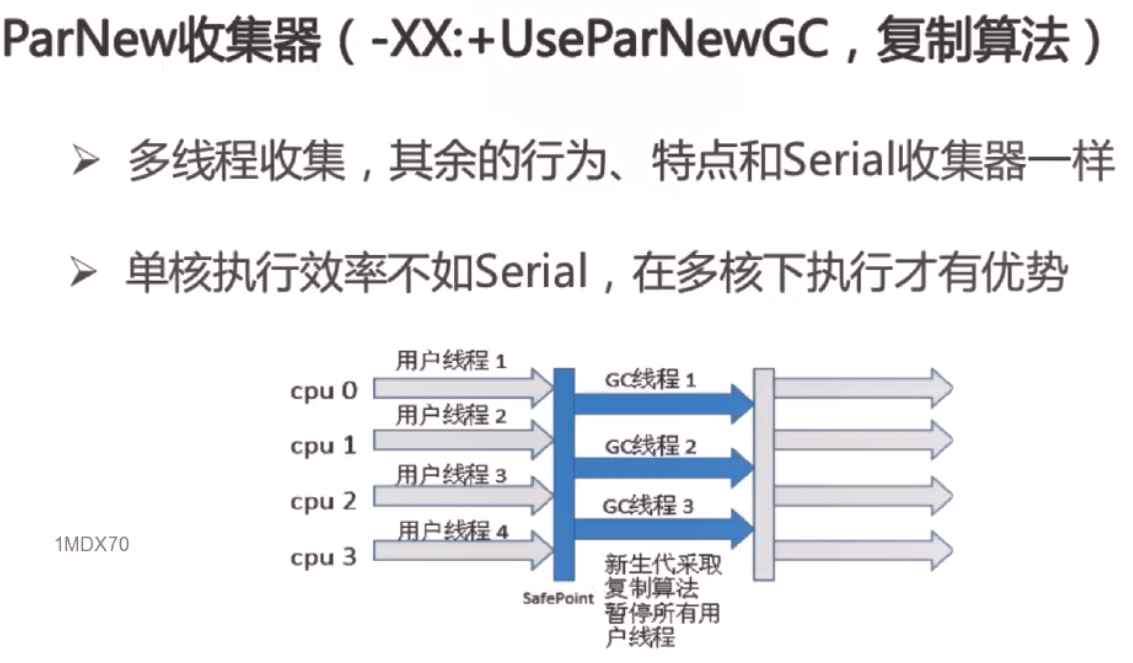 ParNew收集器（-XX:+UseParNewGC，复制算法）
➢ 多线程收集，其余的行为、特点和Serial收集器一样
➢ 单核执行效率不如Serial，在多核下执行才有优势
用户线程 1
cpu 0
GC线程 1
用户线程 2
cpu 1
GC线程 2
用户线程 3
cpu 2
GC线程 3
用户线程 4
cpu 3
1MDX70
SafePoint
新生代采取
复制算法
暂停所有用
户线程